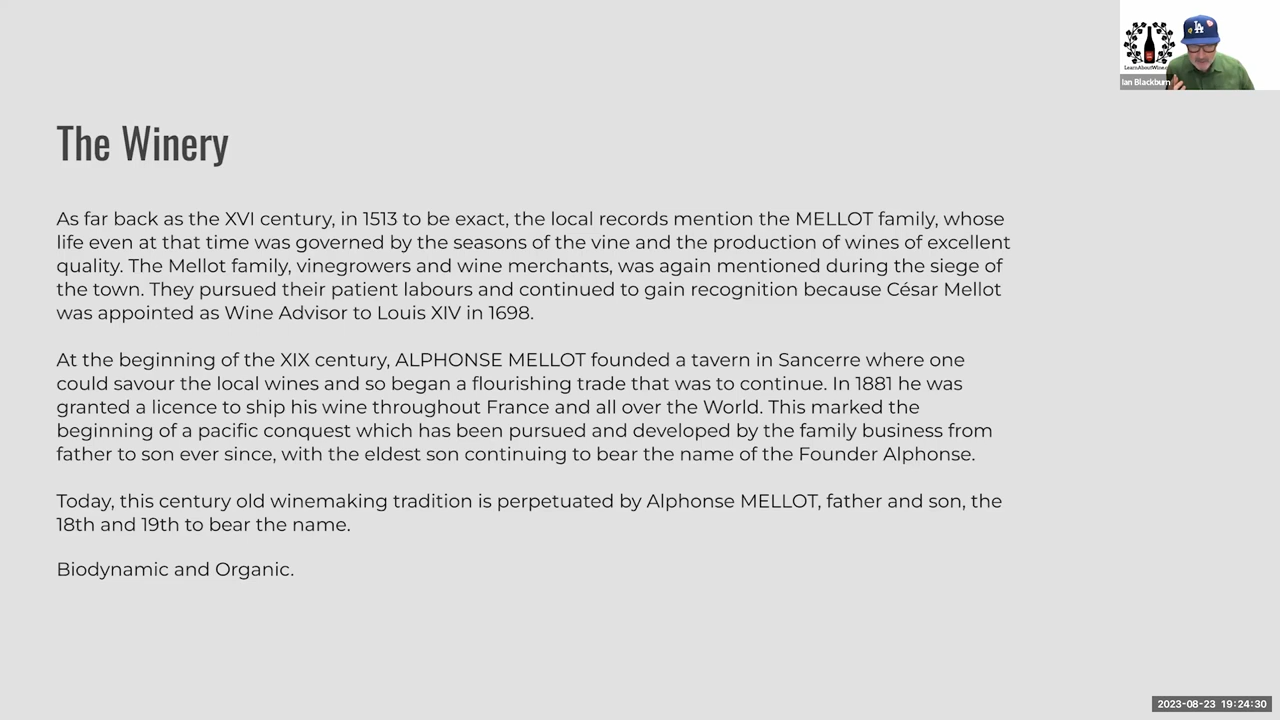 The Winery
As far back as the XVI century, in 1513 to be exact, the local records mention the MELLOT family, whose
life even at that time was governed by the seasons of the vine and the production of wines of excellent
quality. The Mellot family, vinegrowers and wine merchants, was again mentioned during the siege of
the town. They pursued their patient labours and continued to gain recognition because César Mellot
was appointed as Wine Advisor to Louis XIV in 1698.
At the beginning of the XIX century, ALPHONSE MELLOT founded a tavern in Sancerre where one
could savour the local wines and so began a flourishing trade that was to continue. In 1881 he was
granted a licence to ship his wine throughout France and all over the World. This marked the
beginning of a pacific conquest which has been pursued and developed by the family business from
father to son ever since, with the eldest son continuing to bear the name of the Founder Alphonse.
Today, this century old winemaking tradition is perpetuated by Alphonse MELLOT, father and son, the
18th and 19th to bear the name.
Biodynamic and Organic.
LA
Ian Blackburn
2023-08-23 19:24:30